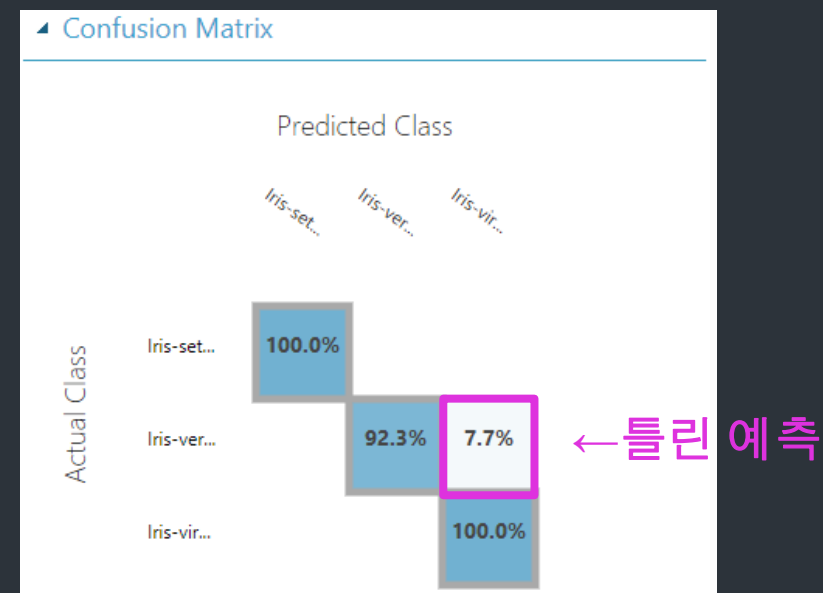 Confusion Matrix
Predicted Class
Iris-set...
Iris-ver...
Iris-vir...
Actual Class
Iris-set...
100.0%
Iris-ver...
92.3%
7.7%
←틀린 예측
Iris-vir...
100.0%